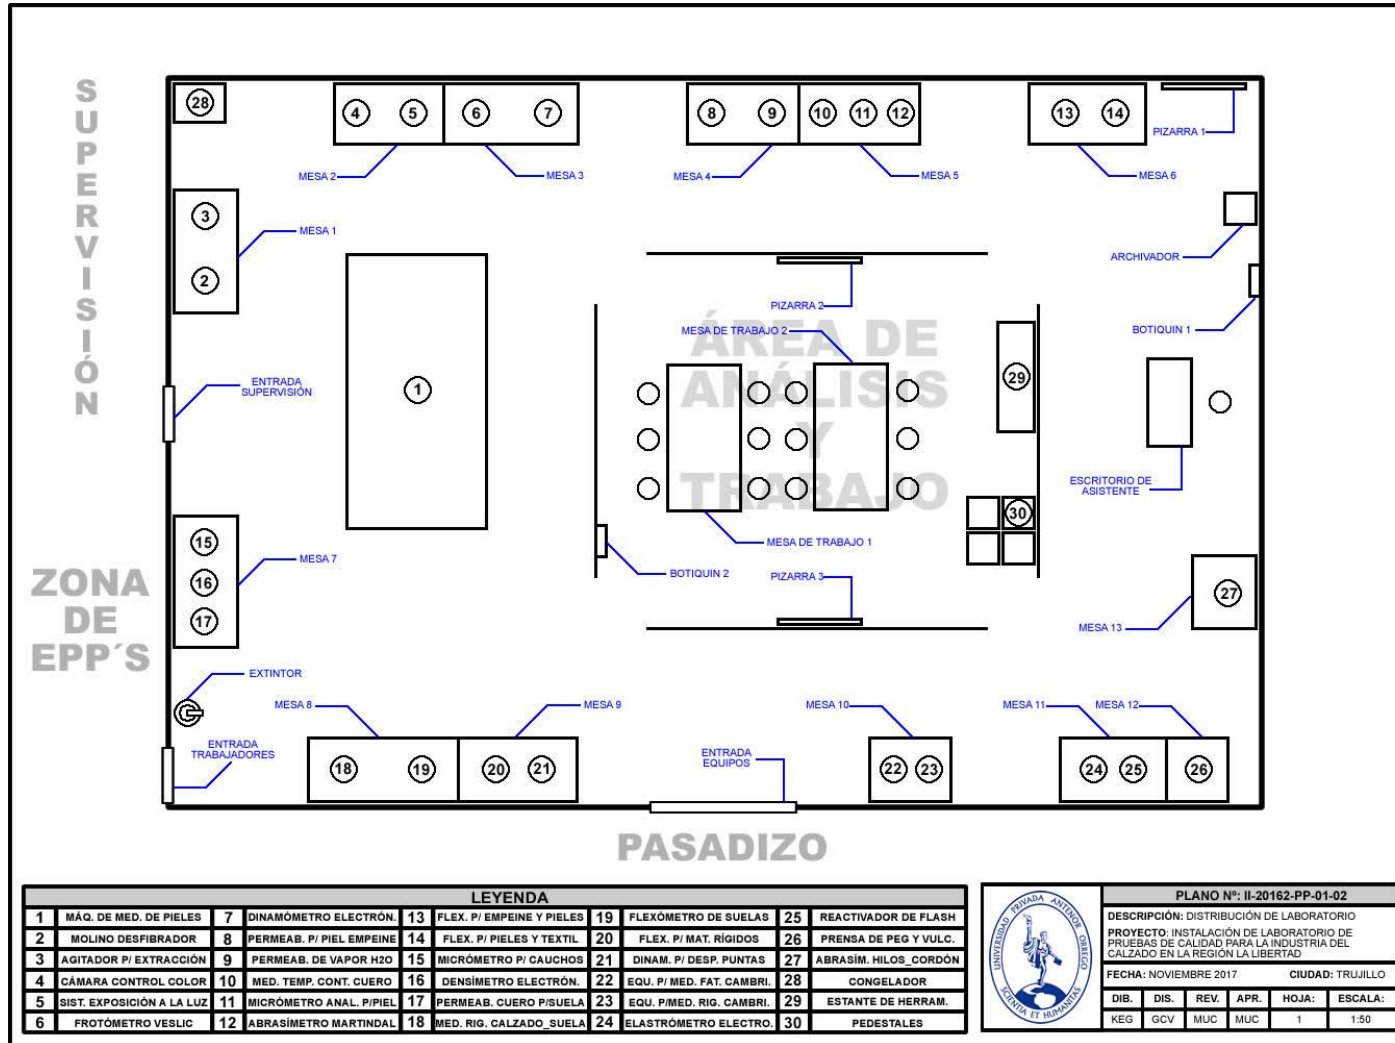 SUPERVISIÓN
28
4 5 6 7
8 9 10 11 12
13 14
PIZARRA 1
MESA 2
MESA 3
MESA 4
MESA 5
MESA 6
3
2
MESA 1
ARCHIVADOR
PIZARRA 2
BOTIQUIN 1
MESA DE TRABAJO 2
ÁREA DE
ANÁLISIS
Y
TRABAJO
ENTRADA
SUPERVISIÓN
1
29
ESCRITORIO DE
ASISTENTE
30
MESA DE TRABAJO 1
15
16
17
MESA 7
BOTIQUIN 2
PIZARRA 3
ZONA
DE
EPP´S
27
MESA 13
EXTINTOR
MESA 8
MESA 9
MESA 10
MESA 11
MESA 12
ENTRADA
TRABAJADORES
ENTRADA
EQUIPOS
18 19 20 21
22 23
24 25 26
PASADIZO
LEYENDA
1 MÁQ. DE MED. DE PIELES 7 DINAMÓMETRO ELECTRÓN. 13 FLEX. P/ EMPEINE Y PIELES 19 FLEXÓMETRO DE SUELAS 25 REACTIVADOR DE FLASH
2 MOLINO DESFIBRADOR 8 PERMEAB. P/ PIEL EMPEINE 14 FLEX. P/ PIELES Y TEXTIL 20 FLEX. P/ MAT. RÍGIDOS 26 PRENSA DE PEG Y VULC.
3 AGITADOR P/ EXTRACCIÓN 9 PERMEAB. DE VAPOR H2O 15 MICRÓMETRO P/ CAUCHOS 21 DINAM. P/ DESP. PUNTAS 27 ABRASÍM. HILOS_CORDÓN
4 CÁMARA CONTROL COLOR 10 MED. TEMP. CONT. CUERO 16 DENSÍMETRO ELECTRÓN. 22 EQU. P/ MED. FAT. CAMBRI. 28 CONGELADOR
5 SIST. EXPOSICIÓN A LA LUZ 11 MICRÓMETRO ANAL. P/PIEL 17 PERMEAB. CUERO P/SUELA 23 EQU. P/MED. RIG. CAMBRI. 29 ESTANTE DE HERRAM.
6 FROTÓMETRO VESLIC 12 ABRASÍMETRO MARTINDAL 18 MED. RIG. CALZADO_SUELA 24 ELASTRÓMETRO ELECTRO. 30 PEDESTALES
UNIVERSIDAD PRIVADA ANTENOR ORREGO
SCIENTIA ET HUMANITAS
PLANO Nº: II-20162-PP-01-02
DESCRIPCIÓN: DISTRIBUCIÓN DE LABORATORIO
PROYECTO: INSTALACIÓN DE LABORATORIO DE
PRUEBAS DE CALIDAD PARA LA INDUSTRIA DEL
CALZADO EN LA REGIÓN LA LIBERTAD
FECHA: NOVIEMBRE 2017 CIUDAD: TRUJILLO
DIB. DIS. REV. APR. HOJA: ESCALA:
KEG GCV MUC MUC 1 1:50